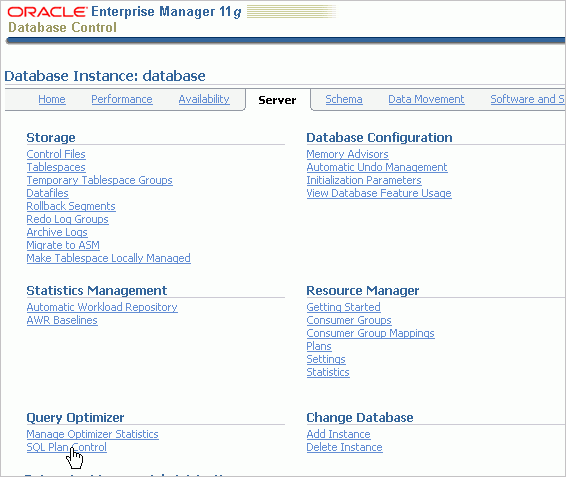 ORACLE Enterprise Manager 11g
Database Control
Database Instance: database
Home Performance Availability Server Schema Data Movement Software and S
Storage
Control Files
Tablespaces
Temporary Tablespace Groups
Datafiles
Rollback Segments
Redo Log Groups
Archive Logs
Migrate to ASM
Make Tablespace Locally Managed
Database Configuration
Memory Advisors
Automatic Undo Management
Initialization Parameters
View Database Feature Usage
Statistics Management
Automatic Workload Repository
AWR Baselines
Resource Manager
Getting Started
Consumer Groups
Consumer Group Mappings
Plans
Settings
Statistics
Query Optimizer
Manage Optimizer Statistics
SQL Plan Control
Change Database
Add Instance
Delete Instance